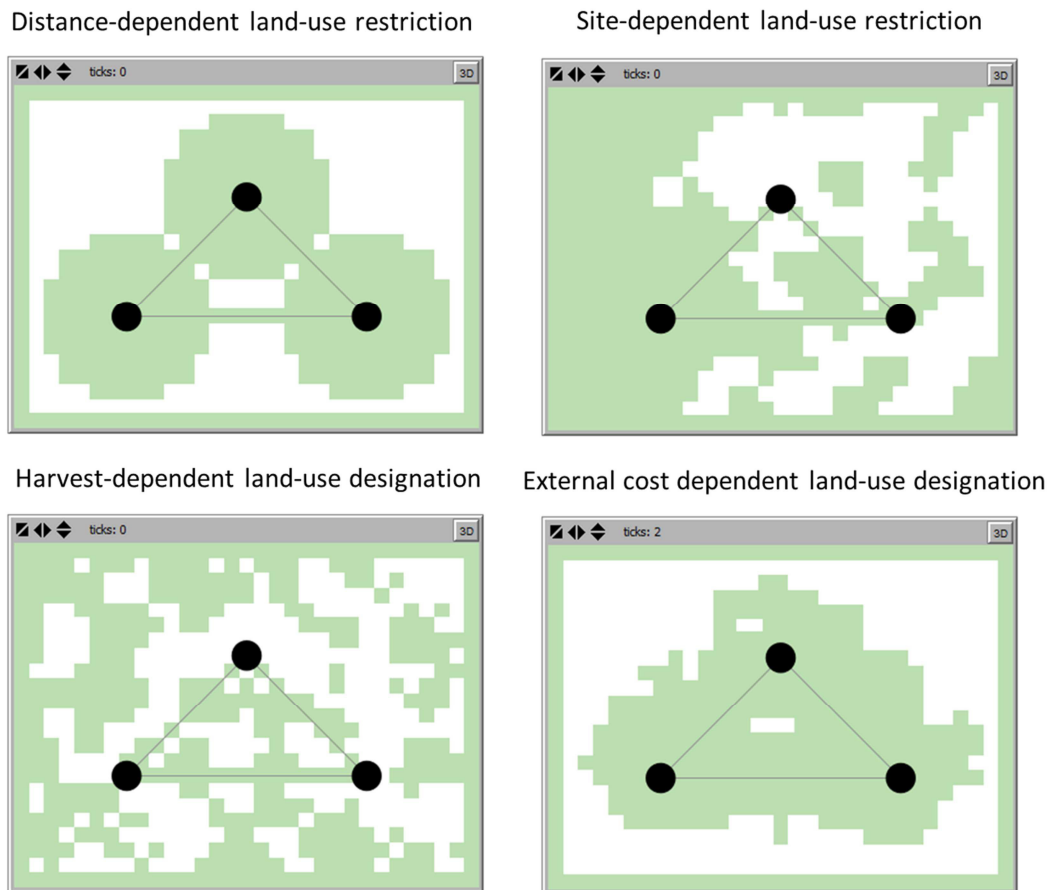 Distance-dependent land-use restriction
Site-dependent land-use restriction
ticks: 0
3D
ticks: 0
3D
Harvest-dependent land-use designation
External cost dependent land-use designation
ticks: 0
3D
ticks: 2
3D